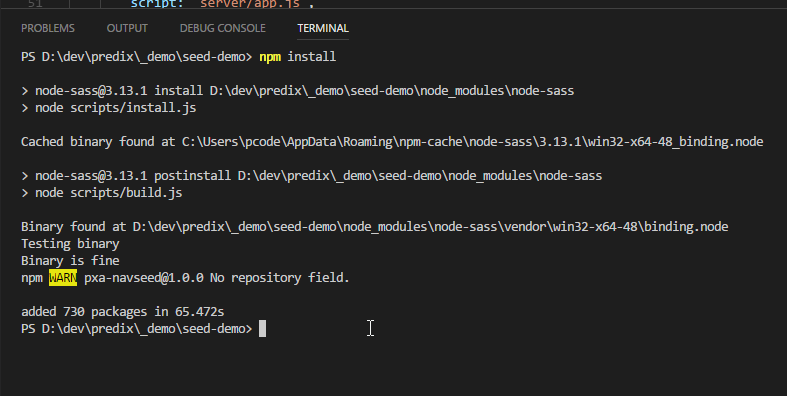 51 script: `server/app.js`,
PROBLEMS OUTPUT DEBUG CONSOLE TERMINAL
PS D:\dev\predix\_demo\seed-demo> npm install
> node-sass@3.13.1 install D:\dev\predix\_demo\seed-demo\node_modules\node-sass
> node scripts/install.js
Cached binary found at C:\Users\pcode\AppData\Roaming\npm-cache\node-sass\3.13.1\win32-x64-48_binding.node
> node-sass@3.13.1 postinstall D:\dev\predix\_demo\seed-demo\node_modules\node-sass
> node scripts/build.js
Binary found at D:\dev\predix\_demo\seed-demo\node_modules\node-sass\vendor\win32-x64-48\binding.node
Testing binary
Binary is fine
npm WARN pxa-navseed@1.0.0 No repository field.
added 730 packages in 65.472s
PS D:\dev\predix\_demo\seed-demo>